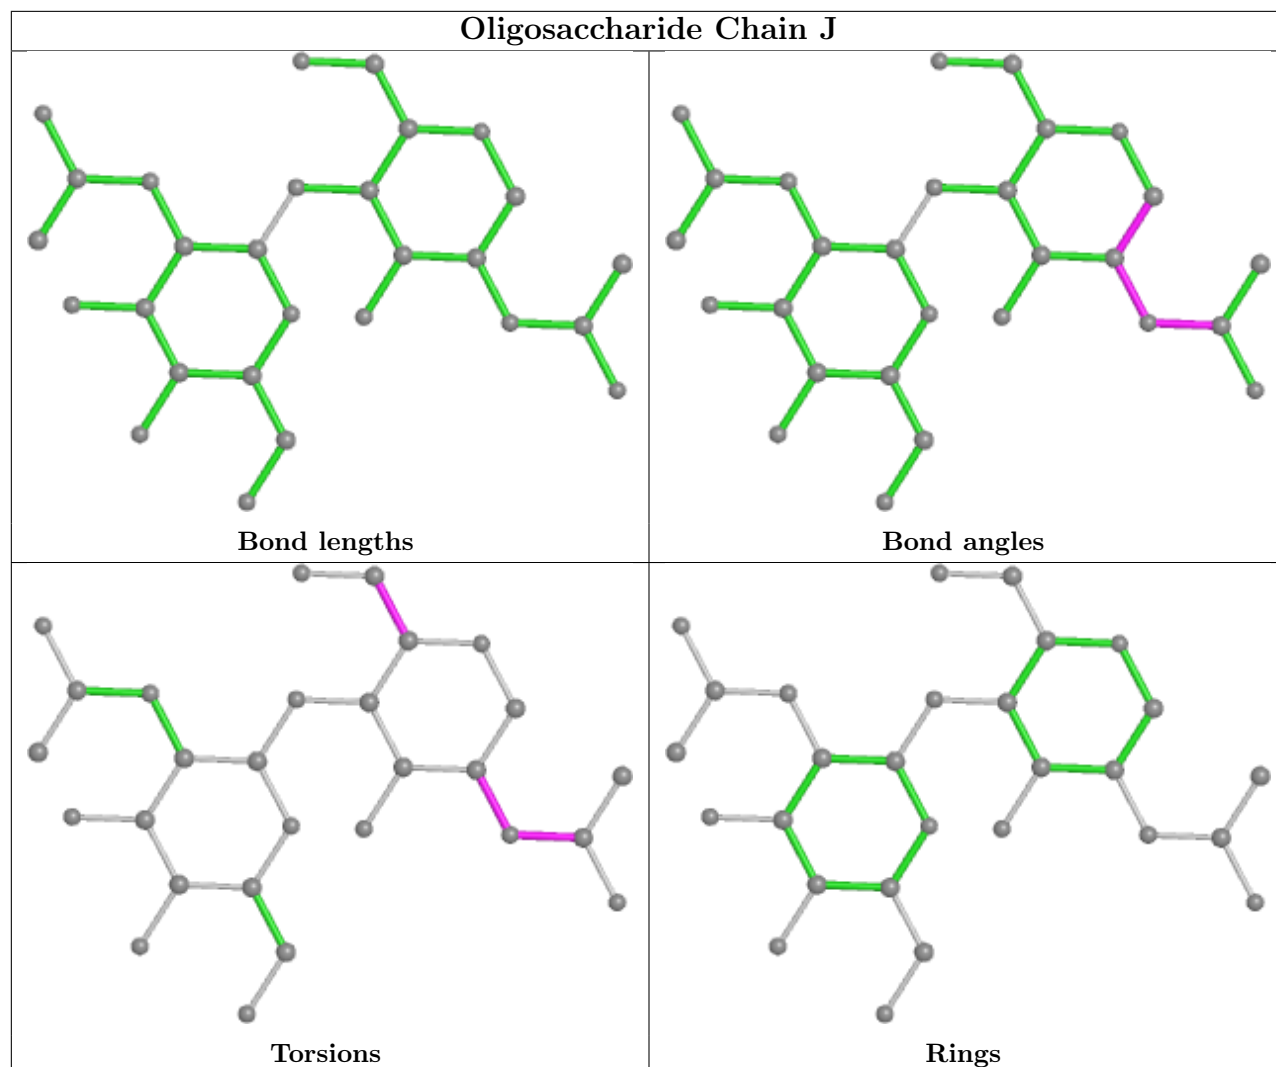 Oligosaccharide Chain J
Bond lengths
Bond angles
Torsions
Rings